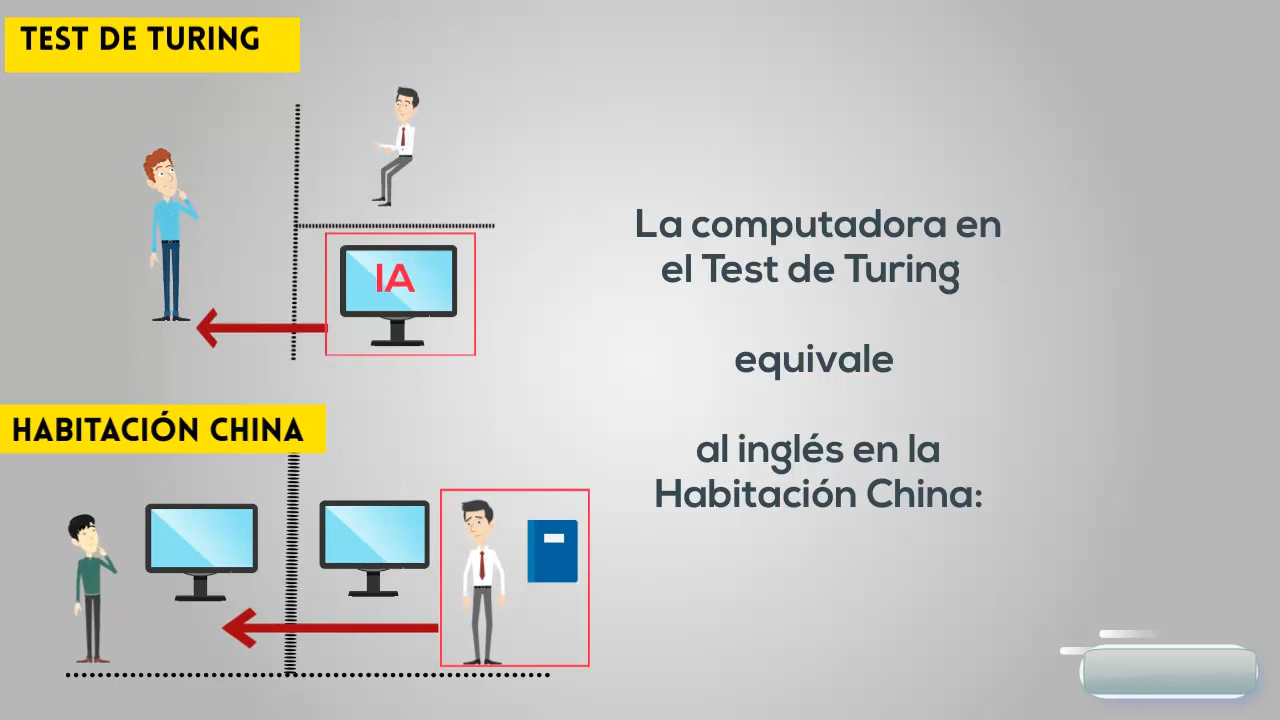 TEST DE TURING
IA
HABITACIÓN CHINA
La computadora en
el Test de Turing
equivale
al inglés en la
Habitación China: